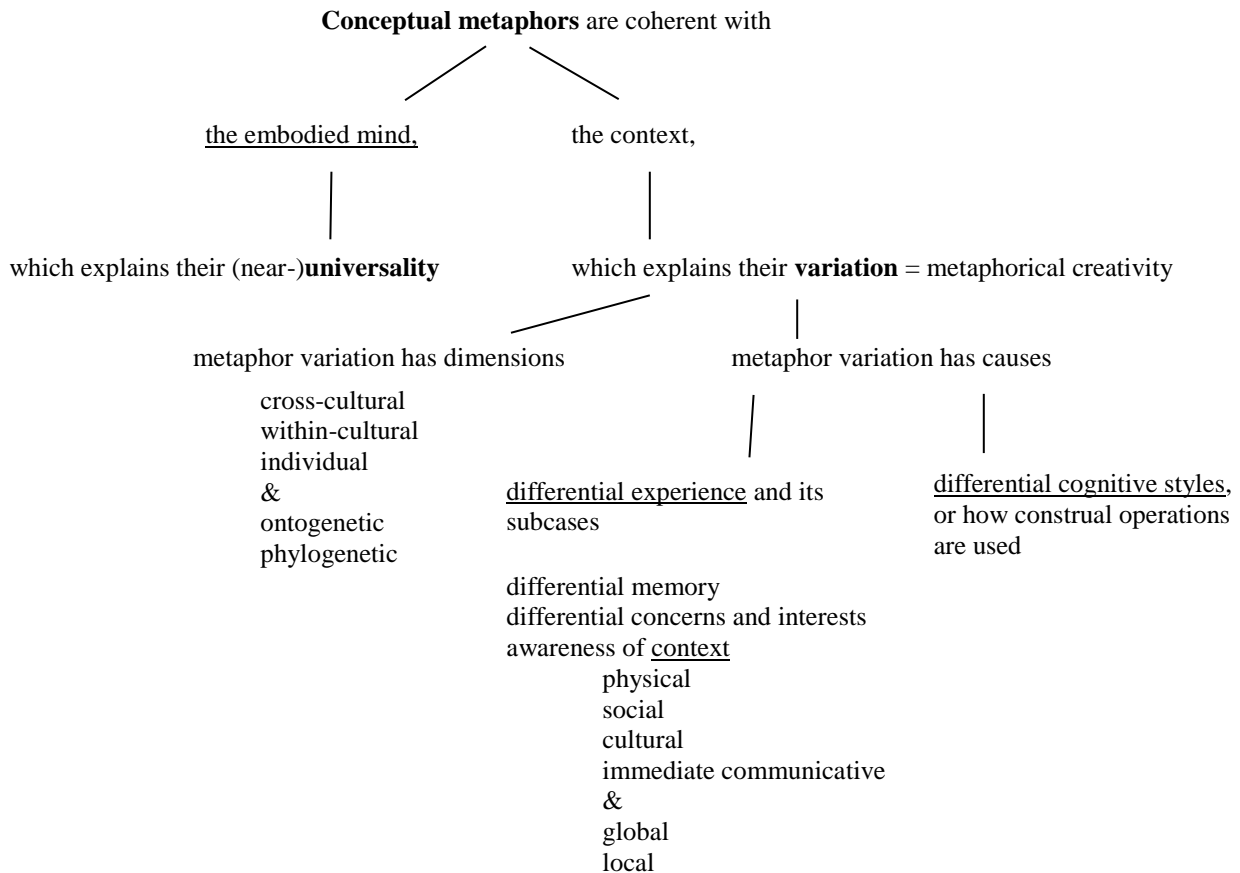 Conceptual metaphors are coherent with
the embodied mind,
the context,
which explains their (near-)universality
which explains their variation = metaphorical creativity
metaphor variation has dimensions
cross-cultural
within-cultural
individual
&
ontogenetic
phylogenetic
metaphor variation has causes
differential experience and its
subcases
differential memory
differential concerns and interests
awareness of context
physical
social
cultural
immediate communicative
&
global
local
differential cognitive styles,
or how construal operations
are used